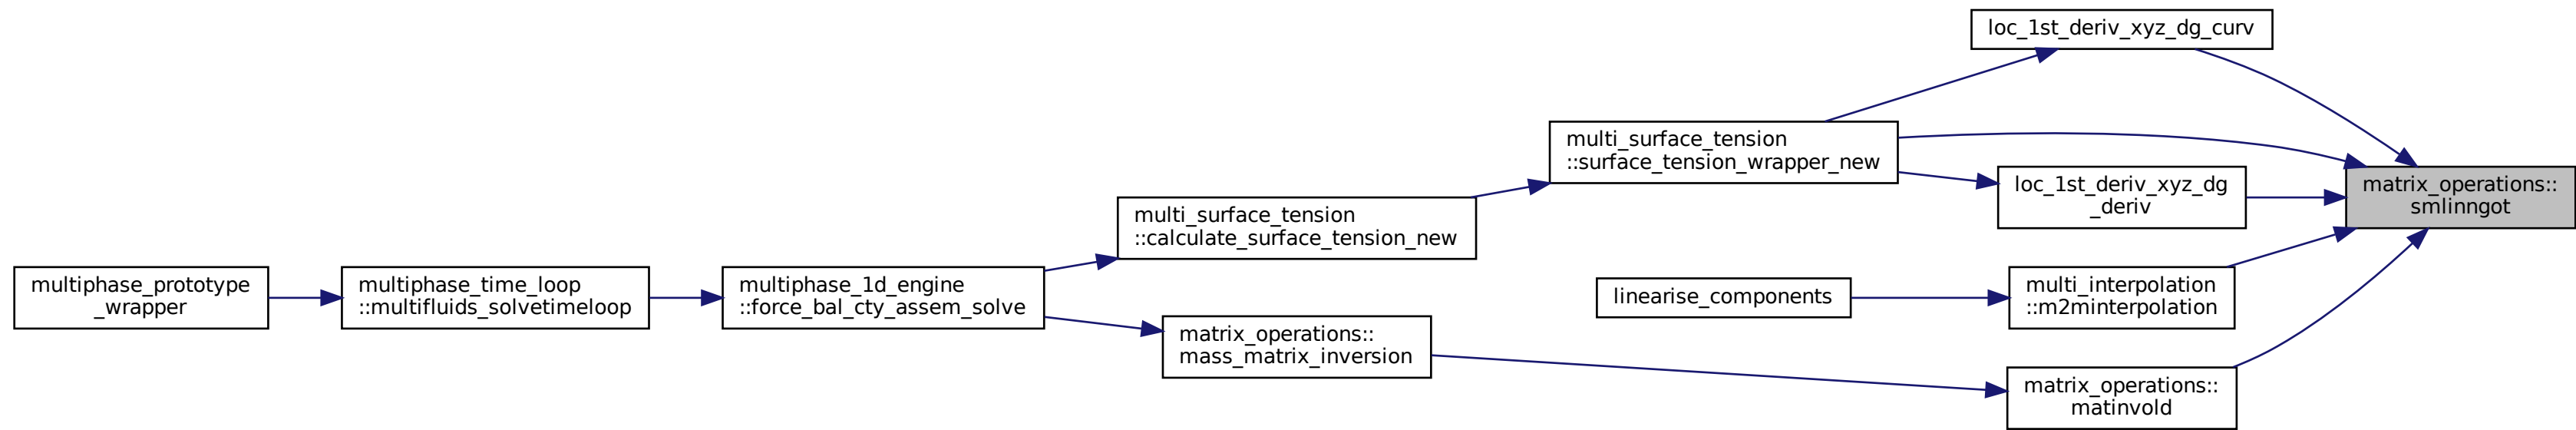 loc_1st_deriv_xyz_dg_curv
multi_surface_tension
::surface_tension_wrapper_new
loc_1st_deriv_xyz_dg
_deriv
matrix_operations::
smlinngot
multi_surface_tension
::calculate_surface_tension_new
multiphase_prototype
_wrapper
multiphase_time_loop
::multifluids_solvetimeloop
multiphase_1d_engine
::force_bal_cty_assem_solve
linearise_components
multi_interpolation
::m2minterpolation
matrix_operations::
mass_matrix_inversion
matrix_operations::
matinvold